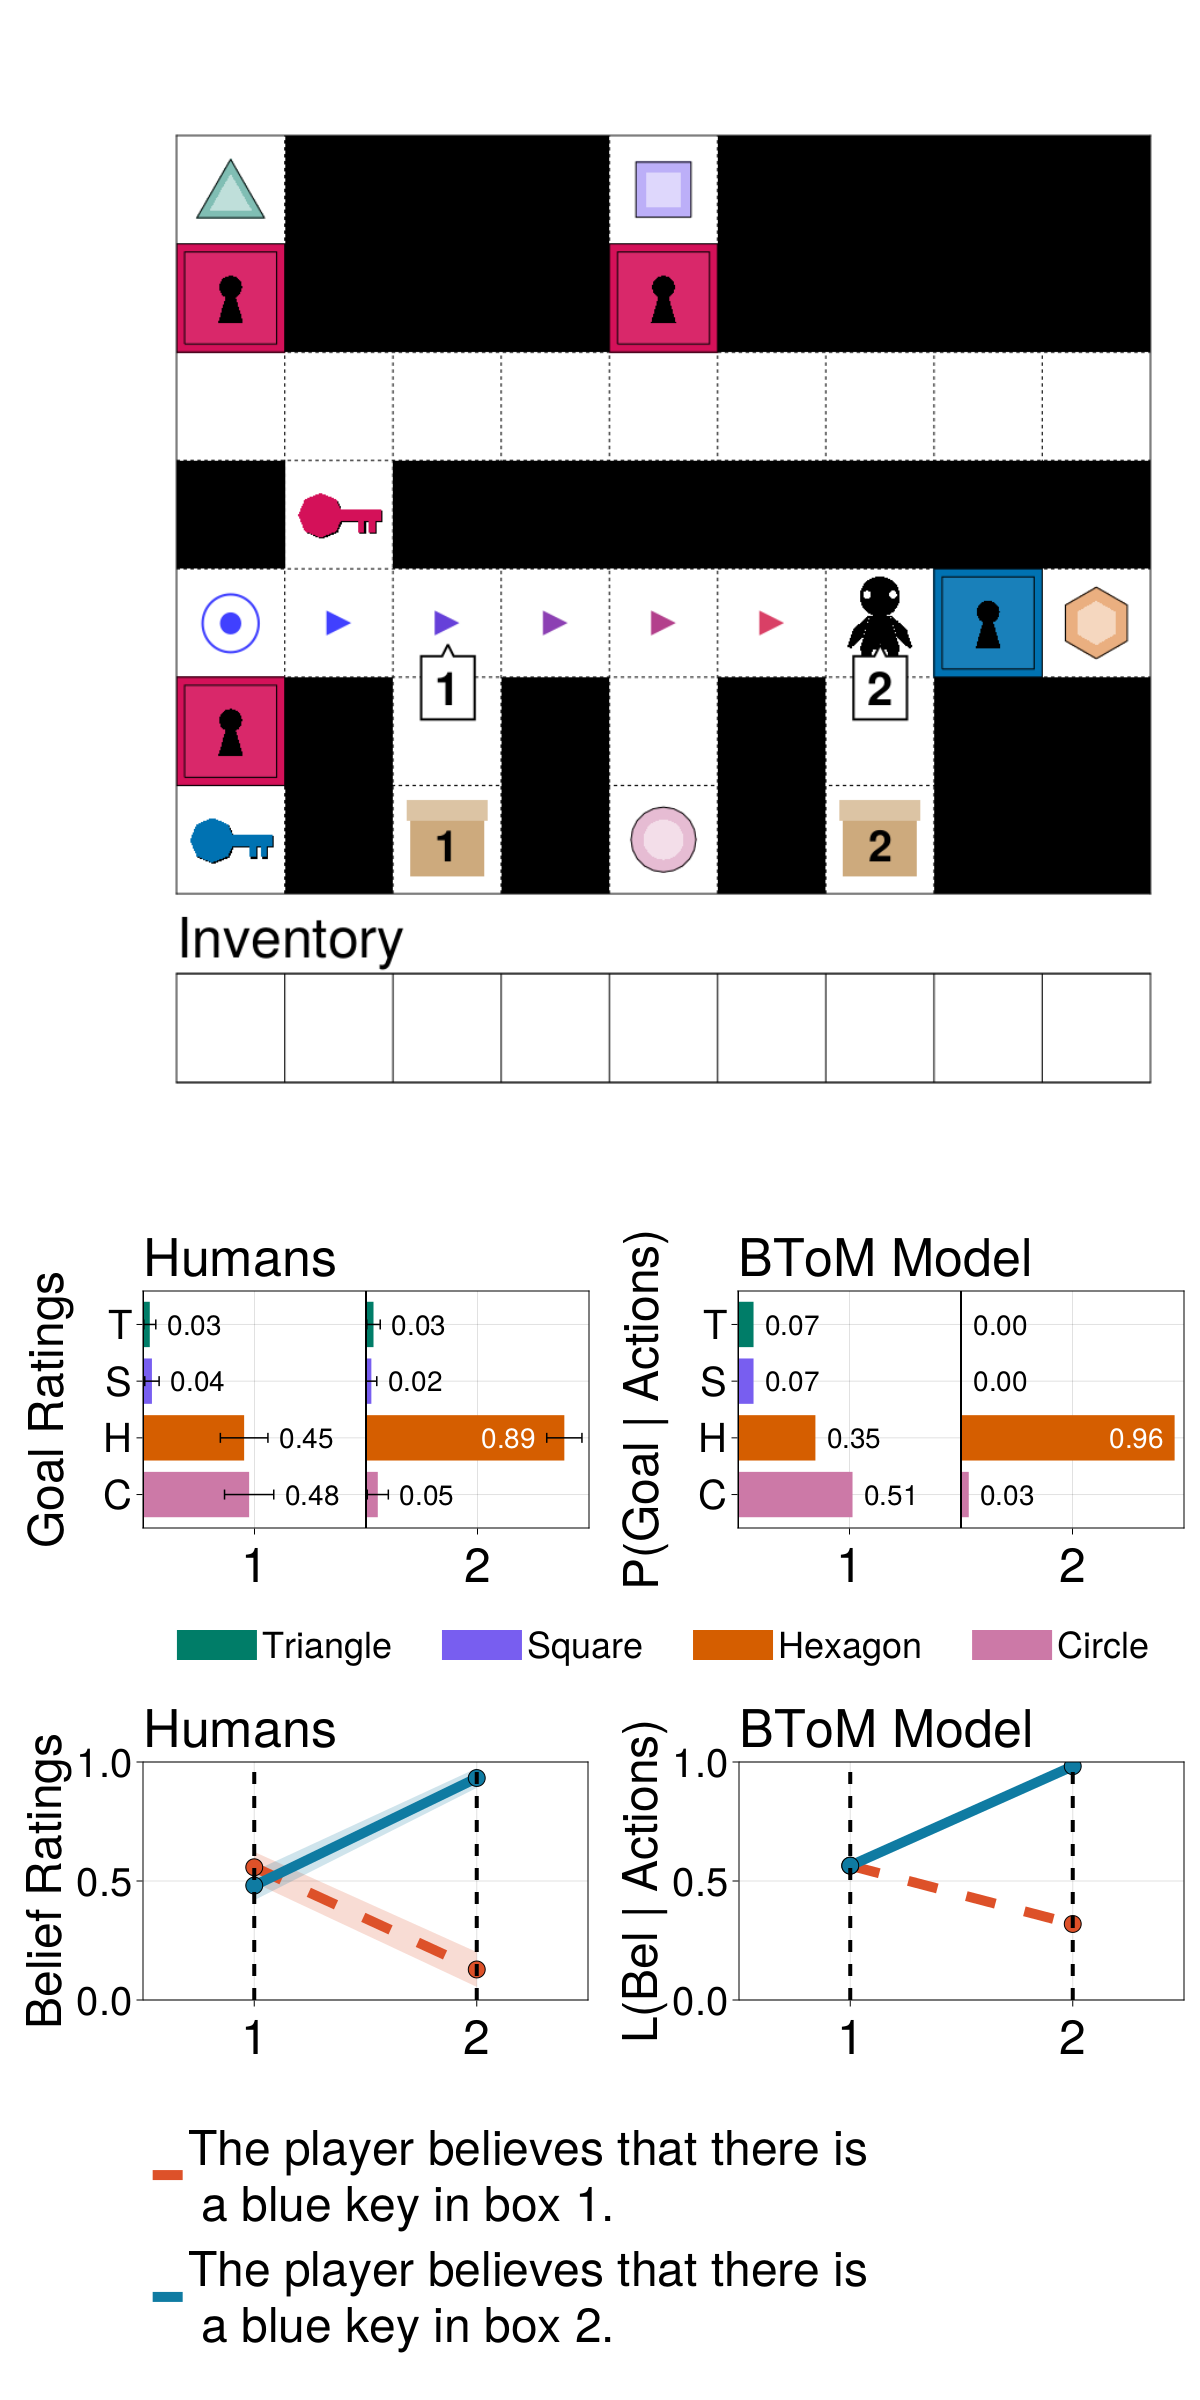 1
2
1
2
Inventory
Humans
BToM Model
Goal Ratings
T
0.03
0.03
S
0.04
0.02
H
0.45
0.89
C
0.48
0.05
1
2
P(Goal | Actions)
T
0.07
0.00
S
0.07
0.00
H
0.35
0.96
C
0.51
0.03
1
2
Triangle
Square
Hexagon
Circle
Humans
BToM Model
Belief Ratings
1.0
0.5
0.0
1
2
L(Bel | Actions)
1.0
0.5
0.0
1
2
The player believes that there is
a blue key in box 1.
The player believes that there is
a blue key in box 2.